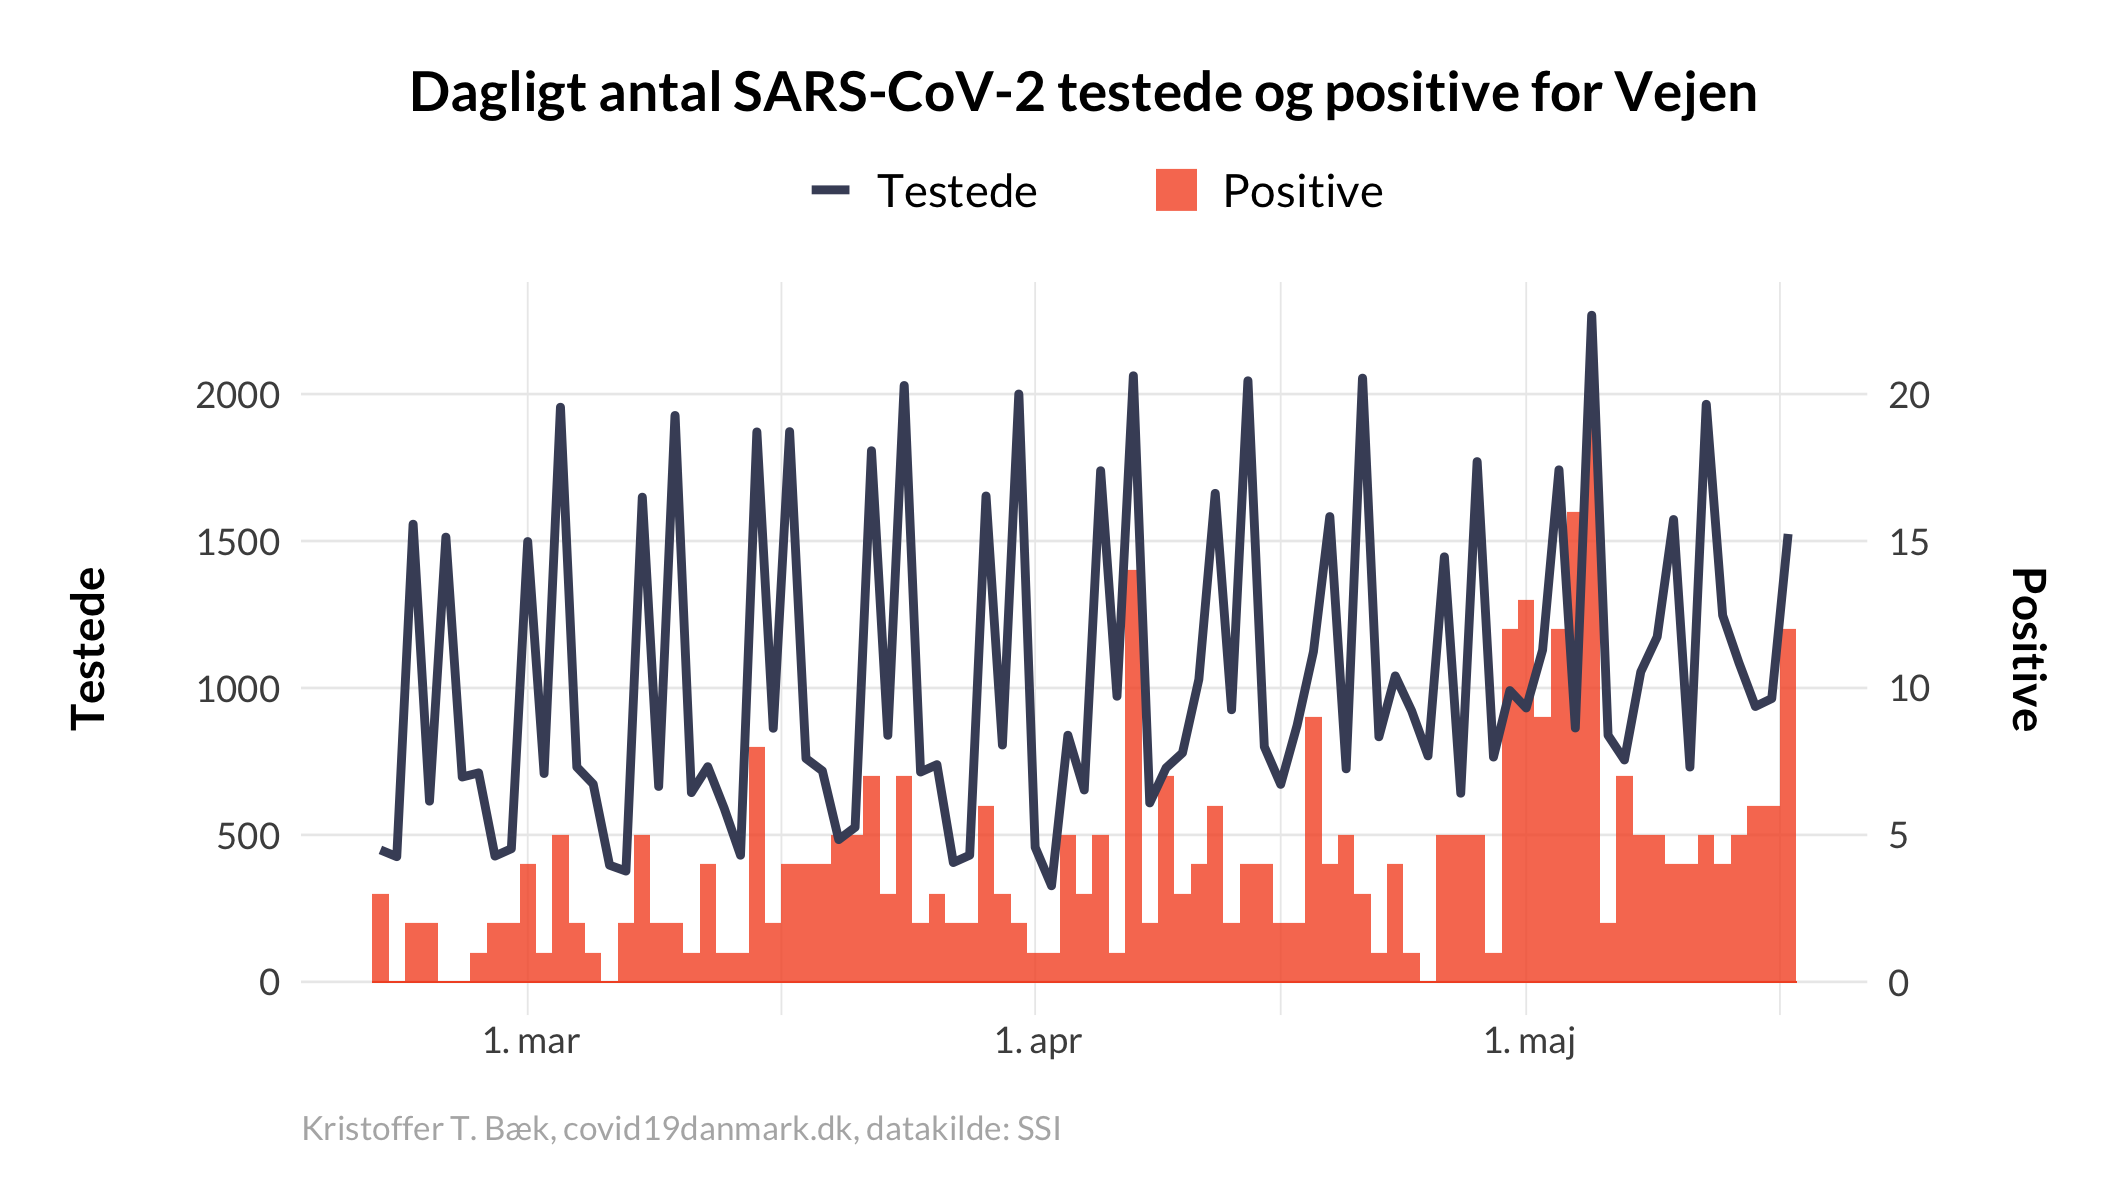 Dagligt antal SARS-CoV-2 testede og positive for Vejen
Testede Positive
Testede
Positive
2000
1500
1000
500
0
20
15
10
5
0
1. mar 1. apr 1. maj
Kristoffer T. Bæk, covid19danmark.dk, datakilde: SSI